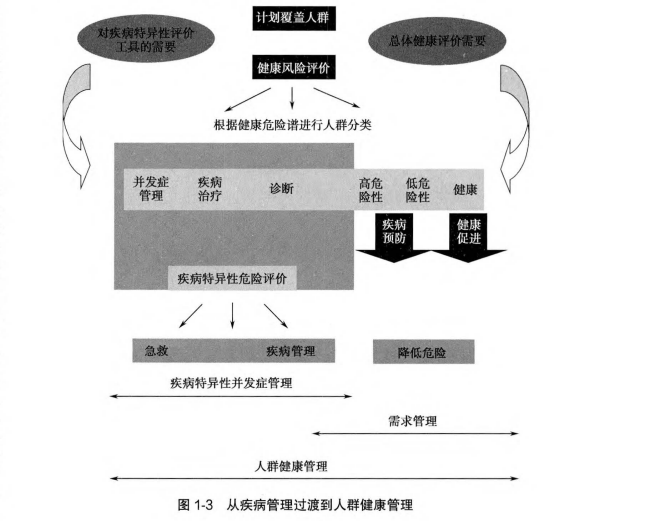 计划覆盖人群
对疾病特异性评价
工具的需要
总体健康评价需要
健康风险评价
根据健康危险谱进行人群分类
并发症
管理
疾病
治疗
诊断
高危
险性
低危
险性
健康
疾病
预防
健康
促进
疾病特异性危险评价
急救
疾病管理
降低危险
疾病特异性并发症管理
需求管理
人群健康管理
图 1-3 从疾病管理过渡到人群健康管理